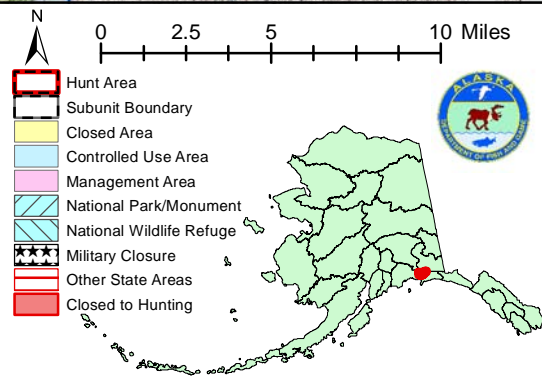 N
0 2.5 5 10 Miles
Hunt Area
Subunit Boundary
Closed Area
Controlled Use Area
Management Area
National Park/Monument
National Wildlife Refuge
Military Closure
Other State Areas
Closed to Hunting
ALASKA
DEPARTMENT OF FISH AND GAME